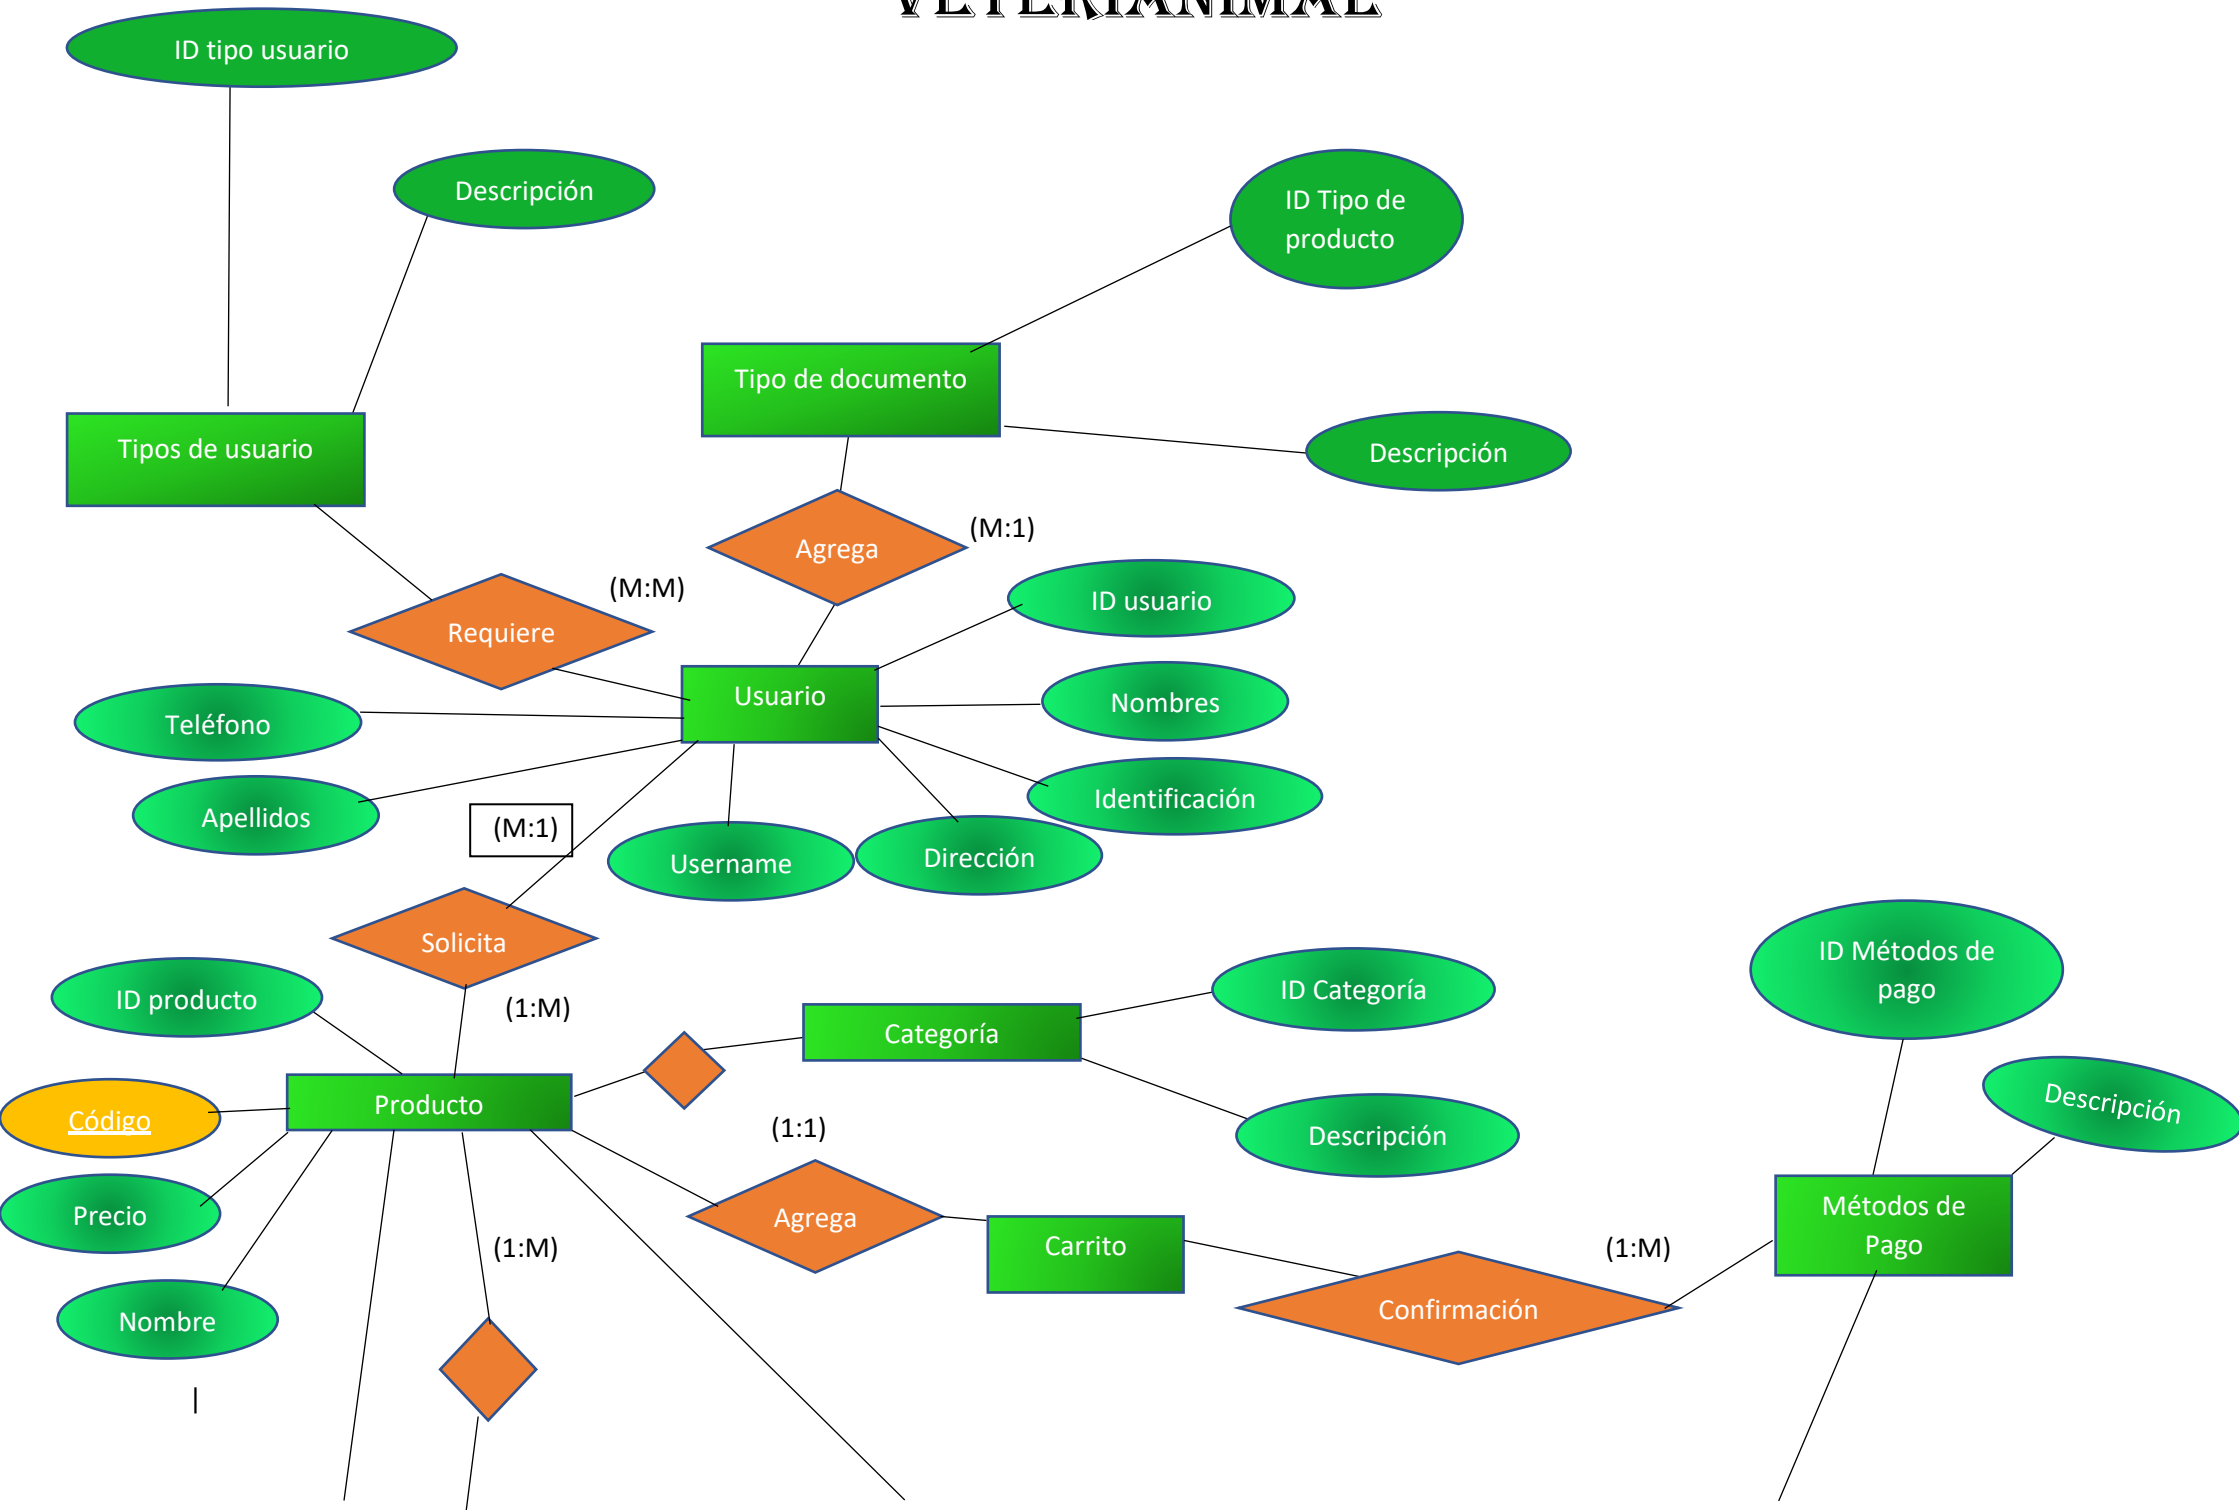 VETERIANIMAL
ID tipo usuario
Descripción
ID Tipo de
producto
Tipo de documento
Tipos de usuario
Descripción
Agrega
(M:1)
(M:M)
Requiere
ID usuario
Usuario
Nombres
Teléfono
Identificación
Apellidos
(M:1)
Username
Dirección
Solicita
ID Métodos de
pago
ID producto
(1:M)
ID Categoría
Categoría
Código
Producto
Descripción
(1:1)
Descripción
Precio
Agrega
Métodos de
Pago
(1:M)
Carrito
(1:M)
Nombre
Confirmación